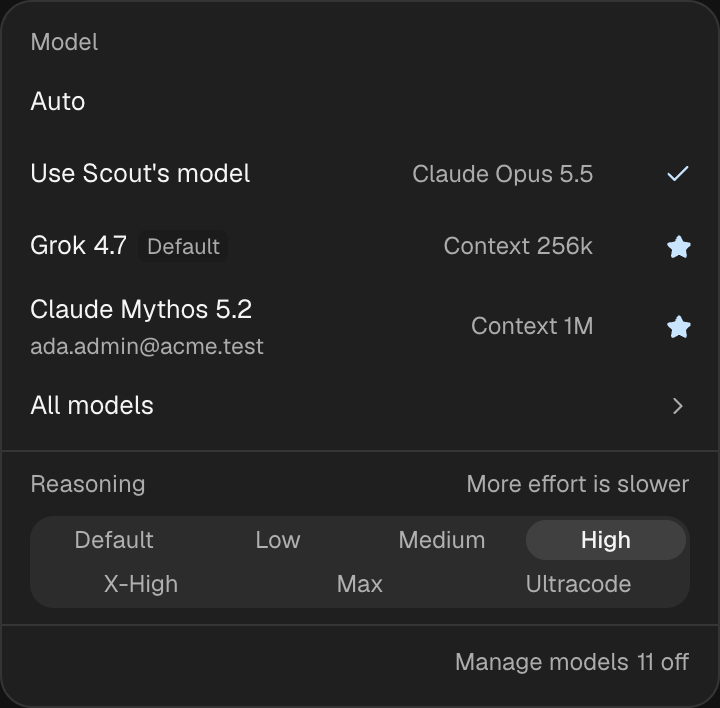 Model
Auto
Use Scout's model Claude Opus 5.5
Grok 4.7 Default Context 256k
Claude Mythos 5.2
ada.admin@acme.test
Context 1M
All models
Reasoning More effort is slower
Default Low Medium High
X-High Max Ultracode
Manage models 11 off